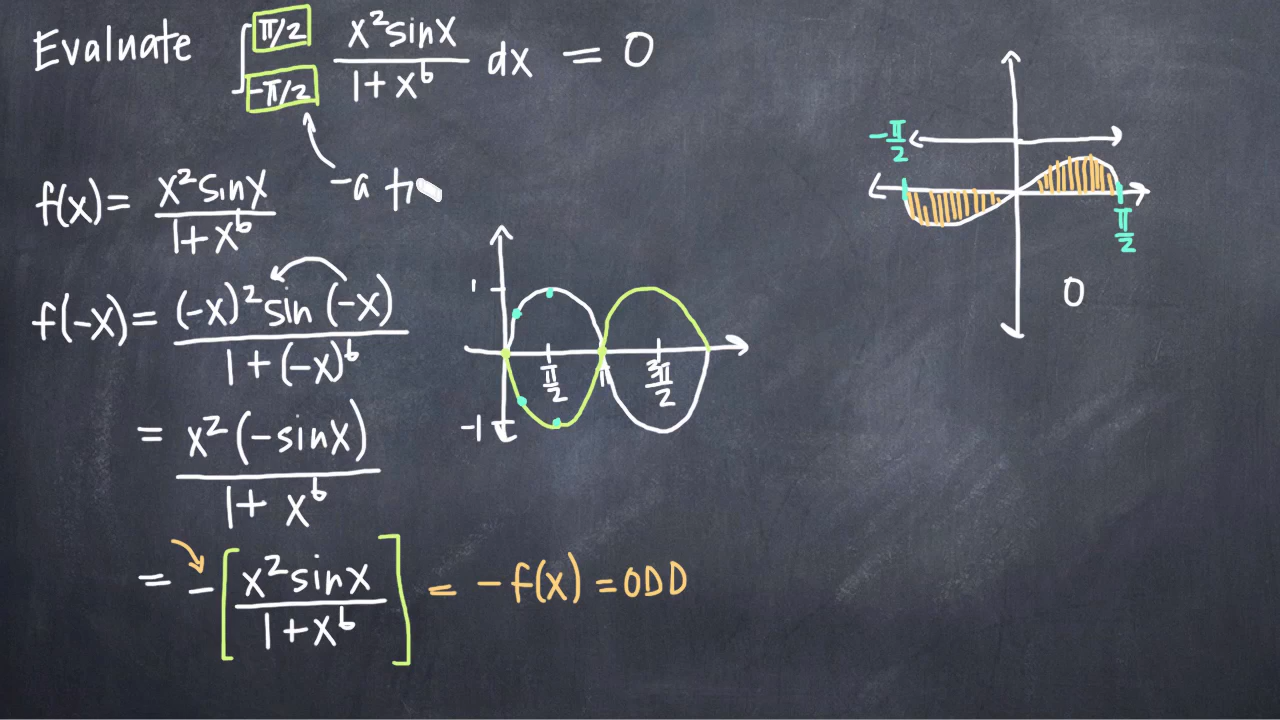 Evaluate ∫_{-π/2}^{π/2} x²sinx / 1+x⁶ dx = 0
f(x)= x²sinx / 1+x⁶
-a
f(-x)= (-x)²sin(-x) / 1+(-x)⁶
= x²(-sinx) / 1+x⁶
= -[x²sinx / 1+x⁶] = -f(x) = ODD
1
π/2
π
3π/2
-1
-π/2
π/2
0